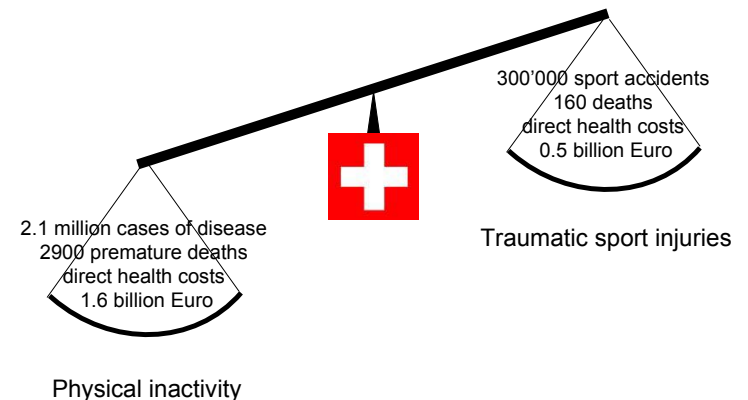 300'000 sport accidents
160 deaths
direct health costs
0.5 billion Euro
Traumatic sport injuries
2.1 million cases of disease
2900 premature deaths
direct health costs
1.6 billion Euro
Physical inactivity